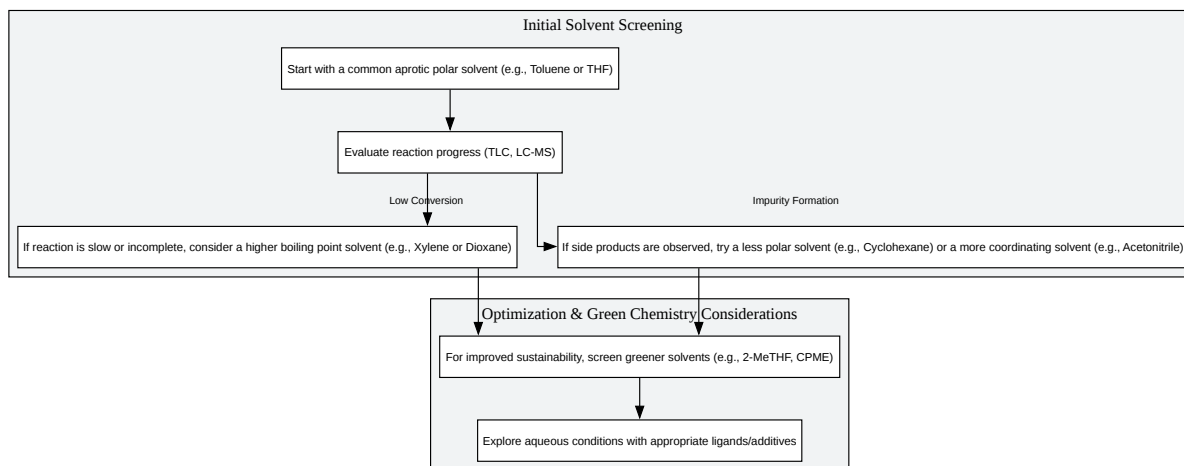 Initial Solvent Screening
Start with a common aprotic polar solvent (e.g., Toluene or THF)
Evaluate reaction progress (TLC, LC-MS)
Low Conversion
Impurity Formation
If reaction is slow or incomplete, consider a higher boiling point solvent (e.g., Xylene or Dioxane)
If side products are observed, try a less polar solvent (e.g., Cyclohexane) or a more coordinating solvent (e.g., Acetonitrile)
Optimization & Green Chemistry Considerations
For improved sustainability, screen greener solvents (e.g., 2-MeTHF, CPME)
Explore aqueous conditions with appropriate ligands/additives